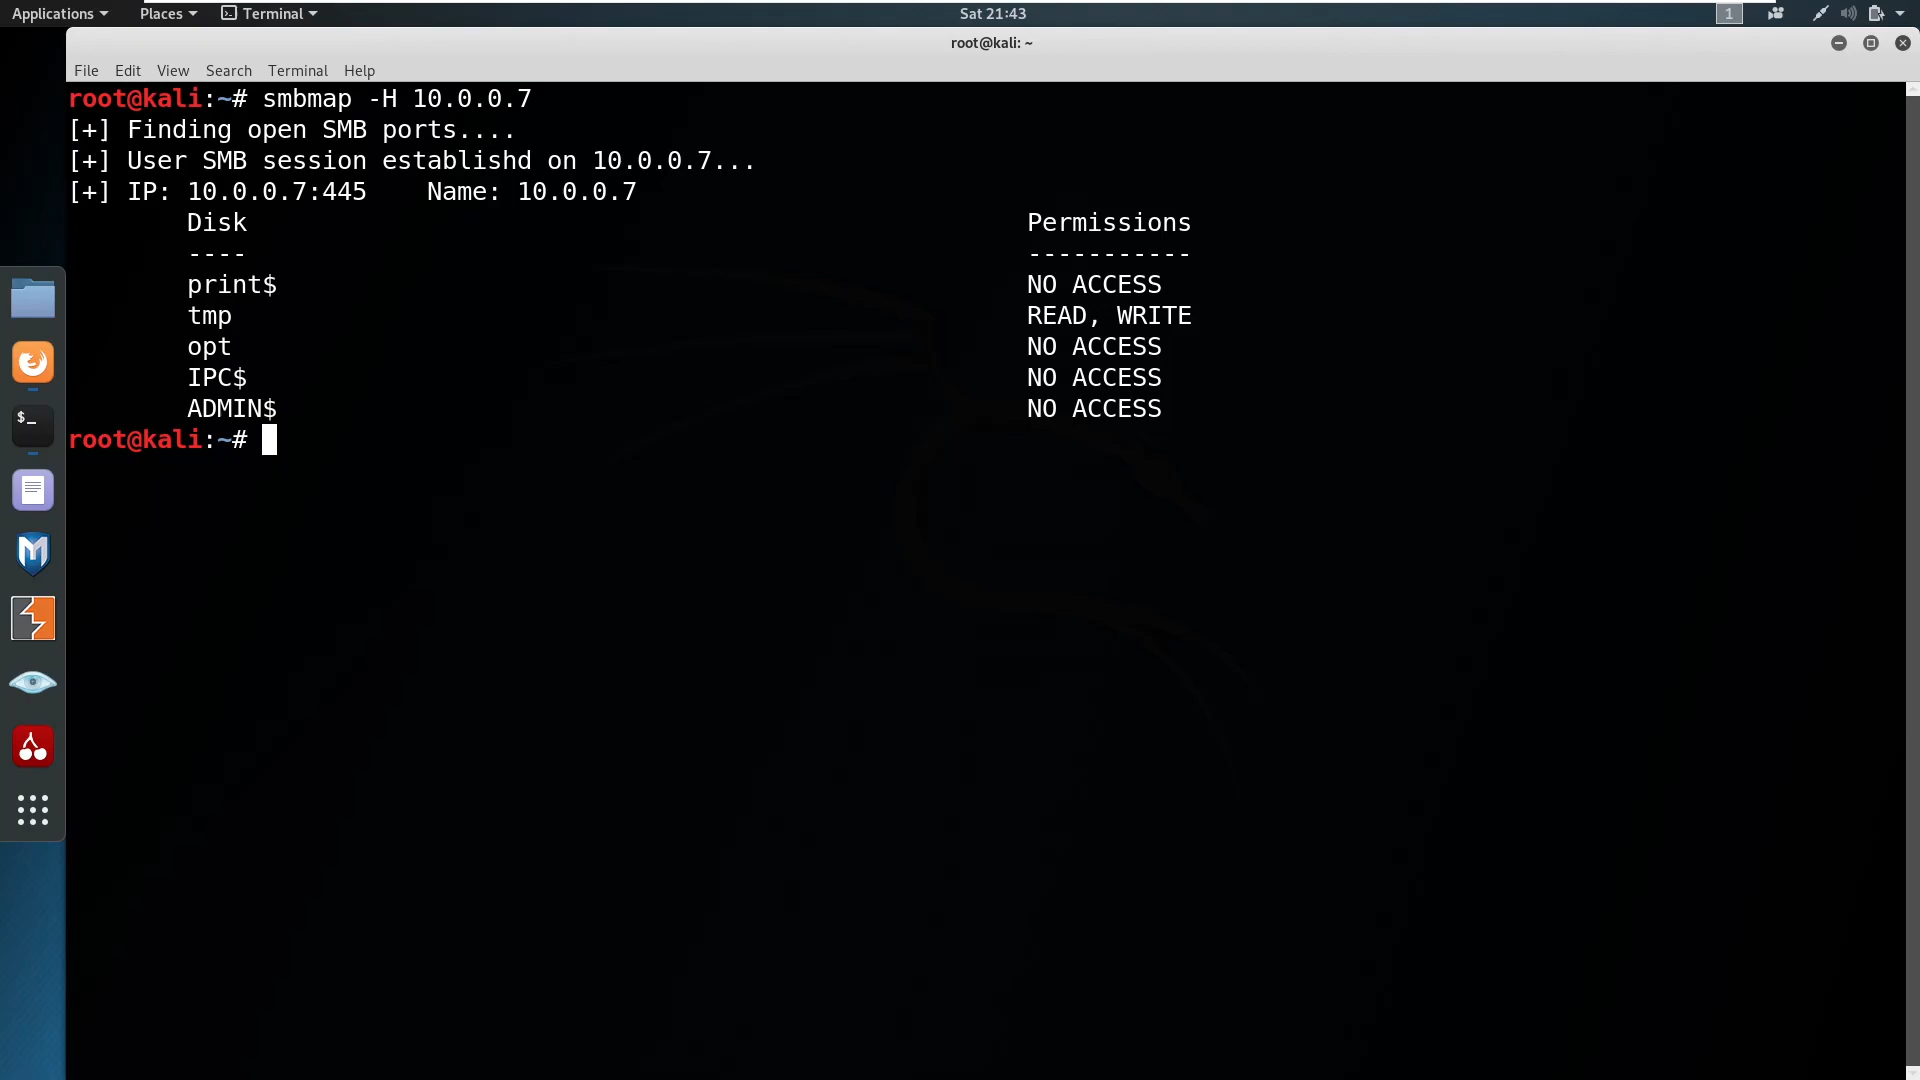 Applications Places Terminal Sat 21:43 1
root@kali: ~
File Edit View Search Terminal Help
root@kali:~# smbmap -H 10.0.0.7
[+] Finding open SMB ports....
[+] User SMB session establishd on 10.0.0.7...
[+] IP: 10.0.0.7:445    Name: 10.0.0.7
Disk Permissions
---- -----------
print$ NO ACCESS
tmp READ, WRITE
opt NO ACCESS
IPC$ NO ACCESS
ADMIN$ NO ACCESS
root@kali:~#
$_